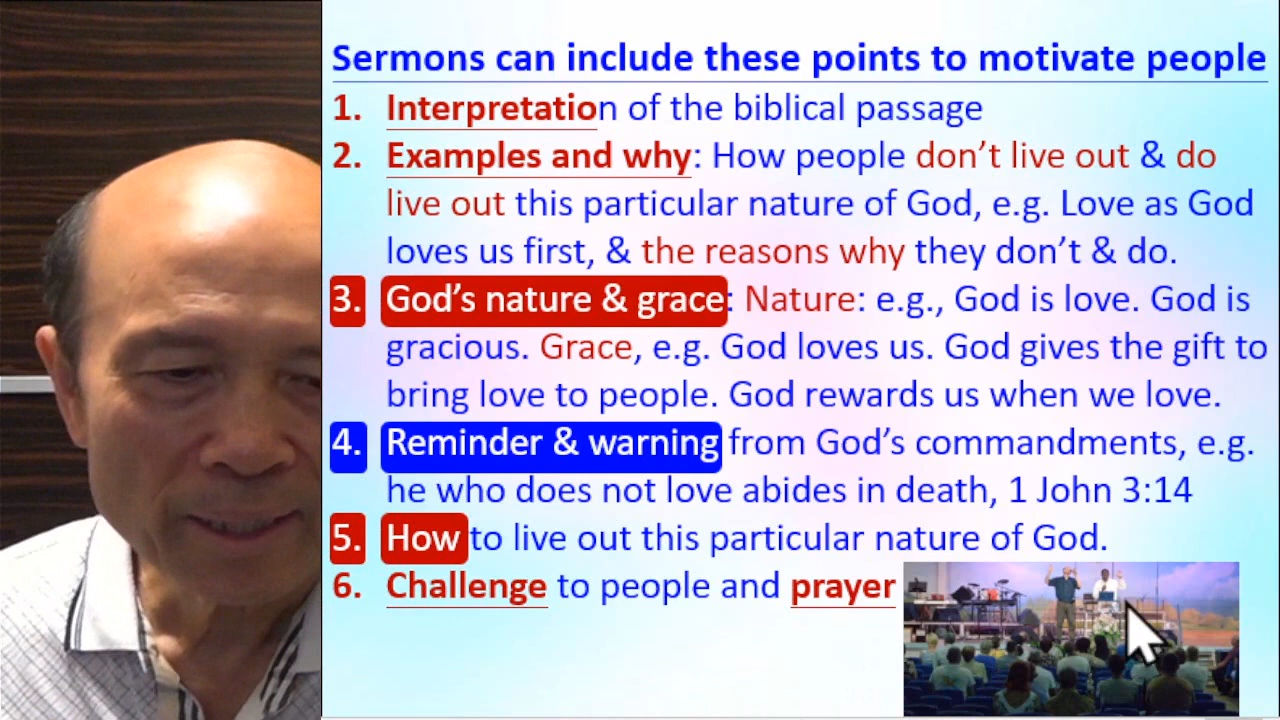 Sermons can include these points to motivate people
1. Interpretation of the biblical passage
2. Examples and why: How people don’t live out & do
live out this particular nature of God, e.g. Love as God
loves us first, & the reasons why they don’t & do.
3. God’s nature & grace: Nature: e.g., God is love. God is
gracious. Grace, e.g. God loves us. God gives the gift to
bring love to people. God rewards us when we love.
4. Reminder & warning from God’s commandments, e.g.
he who does not love abides in death, 1 John 3:14
5. How to live out this particular nature of God.
6. Challenge to people and prayer